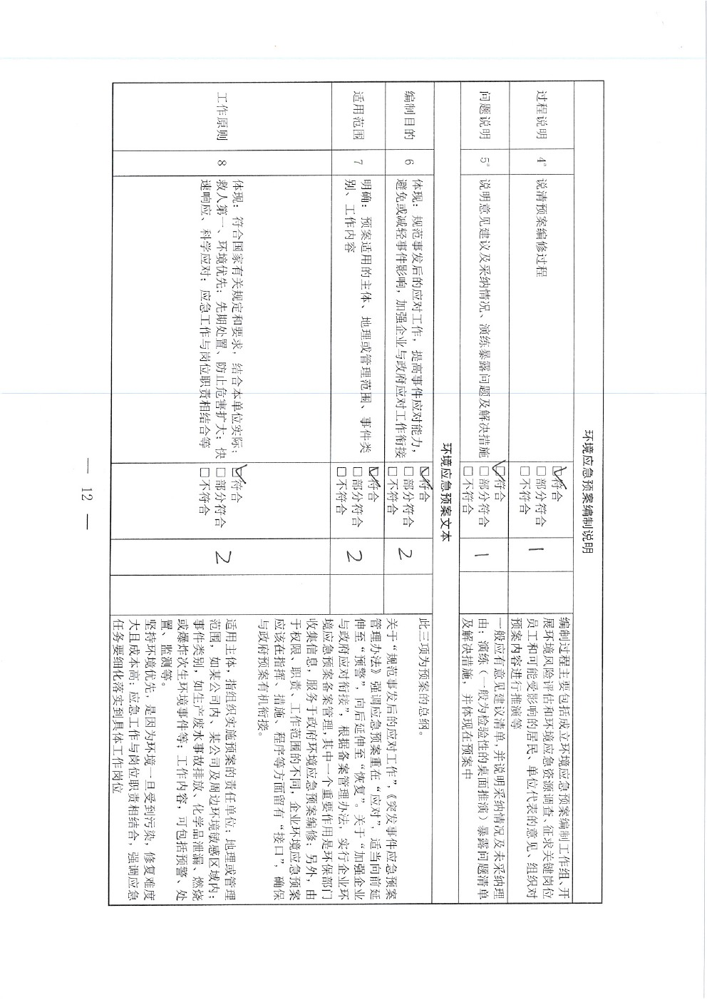 环境应急预案编制说明
过程说明
4ª
说清预案编修过程
☑符合
□部分符合
□不符合
1
编制过程主要包括成立环境应急预案编制工作组、开
展环境风险评估和环境应急资源调查、征求关键岗位
员工和可能受影响的居民、单位代表的意见、组织对
预案内容进行推演等
问题说明
5ª
说明意见建议及采纳情况、演练暴露问题及解决措施
☑符合
□部分符合
□不符合
1
一般应有意见建议清单，并说明采纳情况及未采纳理
由；演练（一般为检验性的桌面推演）暴露问题清单
及解决措施，并体现在预案中
环境应急预案文本
编制目的
6
体现：规范事发后的应对工作，提高事件应对能力，
避免或减轻事件影响，加强企业与政府应对工作衔接
☑符合
□部分符合
□不符合
2
适用范围
7
明确：预案适用的主体、地理或管理范围、事件类
别、工作内容
☑符合
□部分符合
□不符合
2
工作原则
8
体现：符合国家有关规定和要求，结合本单位实际；
救人第一、环境优先；先期处置、防止危害扩大；快
速响应、科学应对；应急工作与岗位职责相结合等
☑符合
□部分符合
□不符合
2
此三项为预案的总纲。
关于“规范事发后的应对工作”，《突发事件应急预案
管理办法》强调应急预案重在“应对”，适当向前延
伸至“预警”，向后延伸至“恢复”。关于“加强企业
与政府应对衔接”，根据备案管理办法，实行企业环
境应急预案备案管理，其中一个重要作用是环保部门
收集信息，服务于政府环境应急预案编修；另外，由
于权限、职责、工作范围的不同，企业环境应急预案
应该在指挥、措施、程序等方面留有“接口”，确保
与政府预案有机衔接。
适用主体，指组织实施预案的责任单位；地理或管理
范围，如某公司内、某公司及周边环境敏感区域内；
事件类别，如生产废水事故排放、化学品泄漏、燃烧
或爆炸次生环境事件等；工作内容，可包括预警、处
置、监测等。
坚持环境优先，是因为环境一旦受到污染，修复难度
大且成本高；应急工作与岗位职责相结合，强调应急
任务要细化落实到具体工作岗位
— 12 —